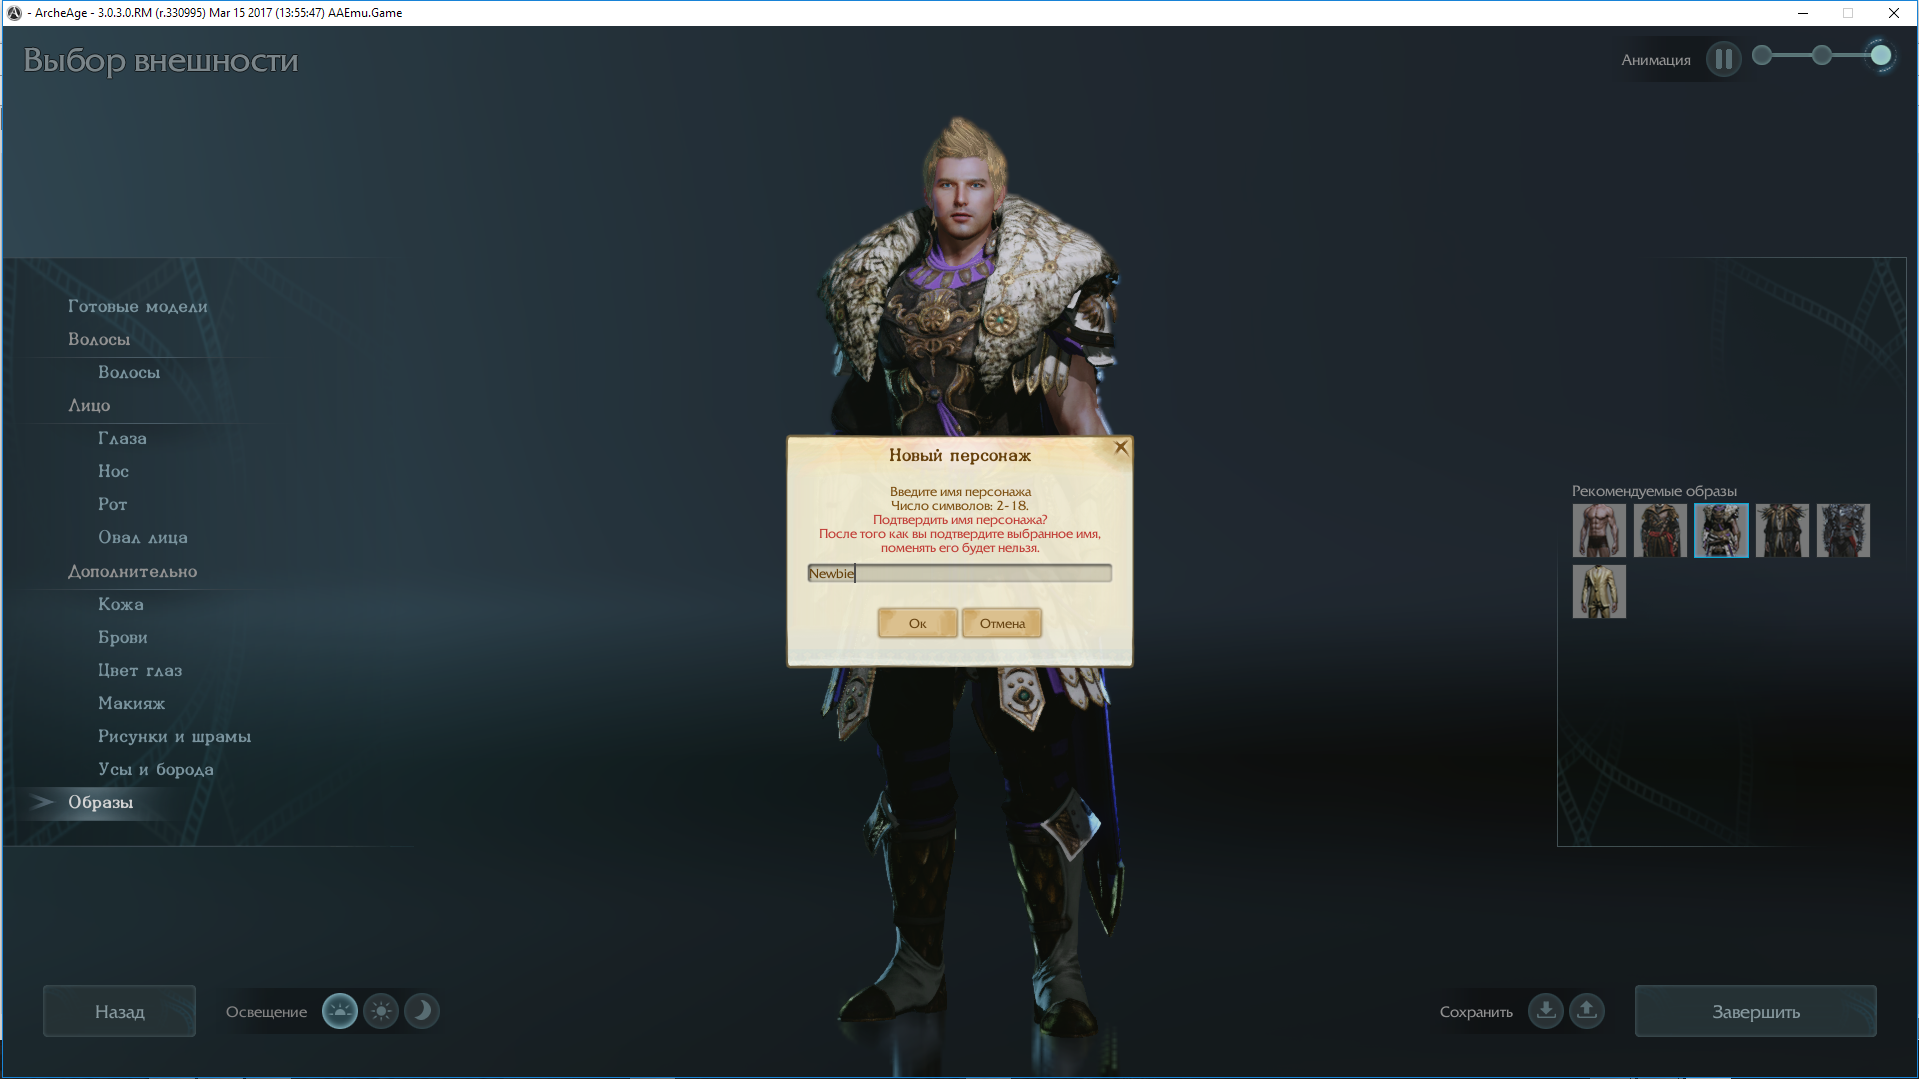 - ArcheAge - 3.0.3.0.RM (r.330995) Mar 15 2017 (13:55:47) AAEmu.Game
Выбор внешности
Анимация
Готовые модели
Волосы
Волосы
Лицо
Глаза
Нос
Рот
Овал лица
Дополнительно
Кожа
Брови
Цвет глаз
Макияж
Рисунки и шрамы
Усы и борода
Образы
Новый персонаж
Введите имя персонажа
Число символов: 2-18.
Подтвердить имя персонажа?
После того как вы подтвердите выбранное имя,
поменять его будет нельзя.
Newbie
Ок
Отмена
Рекомендуемые образы
Назад
Освещение
Сохранить
Завершить